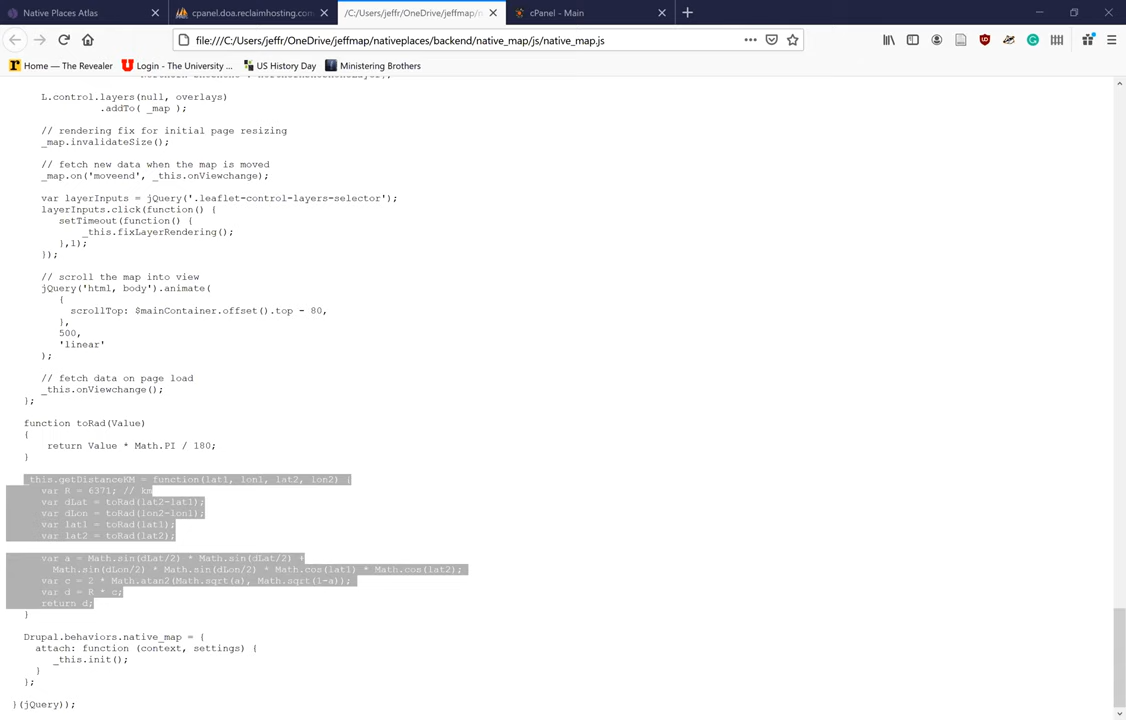 Native Places Atlas
cpanel.doa.reclaimhosting.com
/C:/Users/jeffr/OneDrive/jeffmap/n
cPanel - Main
file:///C:/Users/jeffr/OneDrive/jeffmap/nativeplaces/backend/native_map/js/native_map.js
Home — The Revealer
Login - The University ...
US History Day
Ministering Brothers
L.control.layers(null, overlays)
.addTo( _map );
// rendering fix for initial page resizing
_map.invalidateSize();
// fetch new data when the map is moved
_map.on('moveend', _this.onViewchange);
var layerInputs = jQuery('.leaflet-control-layers-selector');
layerInputs.click(function() {
setTimeout(function() {
_this.fixLayerRendering();
},1);
});
// scroll the map into view
jQuery('html, body').animate(
{
scrollTop: $mainContainer.offset().top - 80,
},
500,
'linear'
);
// fetch data on page load
_this.onViewchange();
};
function toRad(Value)
{
return Value * Math.PI / 180;
}
_this.getDistanceKM = function(lat1, lon1, lat2, lon2) {
var R = 6371; // km
var dLat = toRad(lat2-lat1);
var dLon = toRad(lon2-lon1);
var lat1 = toRad(lat1);
var lat2 = toRad(lat2);
var a = Math.sin(dLat/2) * Math.sin(dLat/2) +
Math.sin(dLon/2) * Math.sin(dLon/2) * Math.cos(lat1) * Math.cos(lat2);
var c = 2 * Math.atan2(Math.sqrt(a), Math.sqrt(1-a));
var d = R * c;
return d;
}
Drupal.behaviors.native_map = {
attach: function (context, settings) {
_this.init();
}
};
}(jQuery));